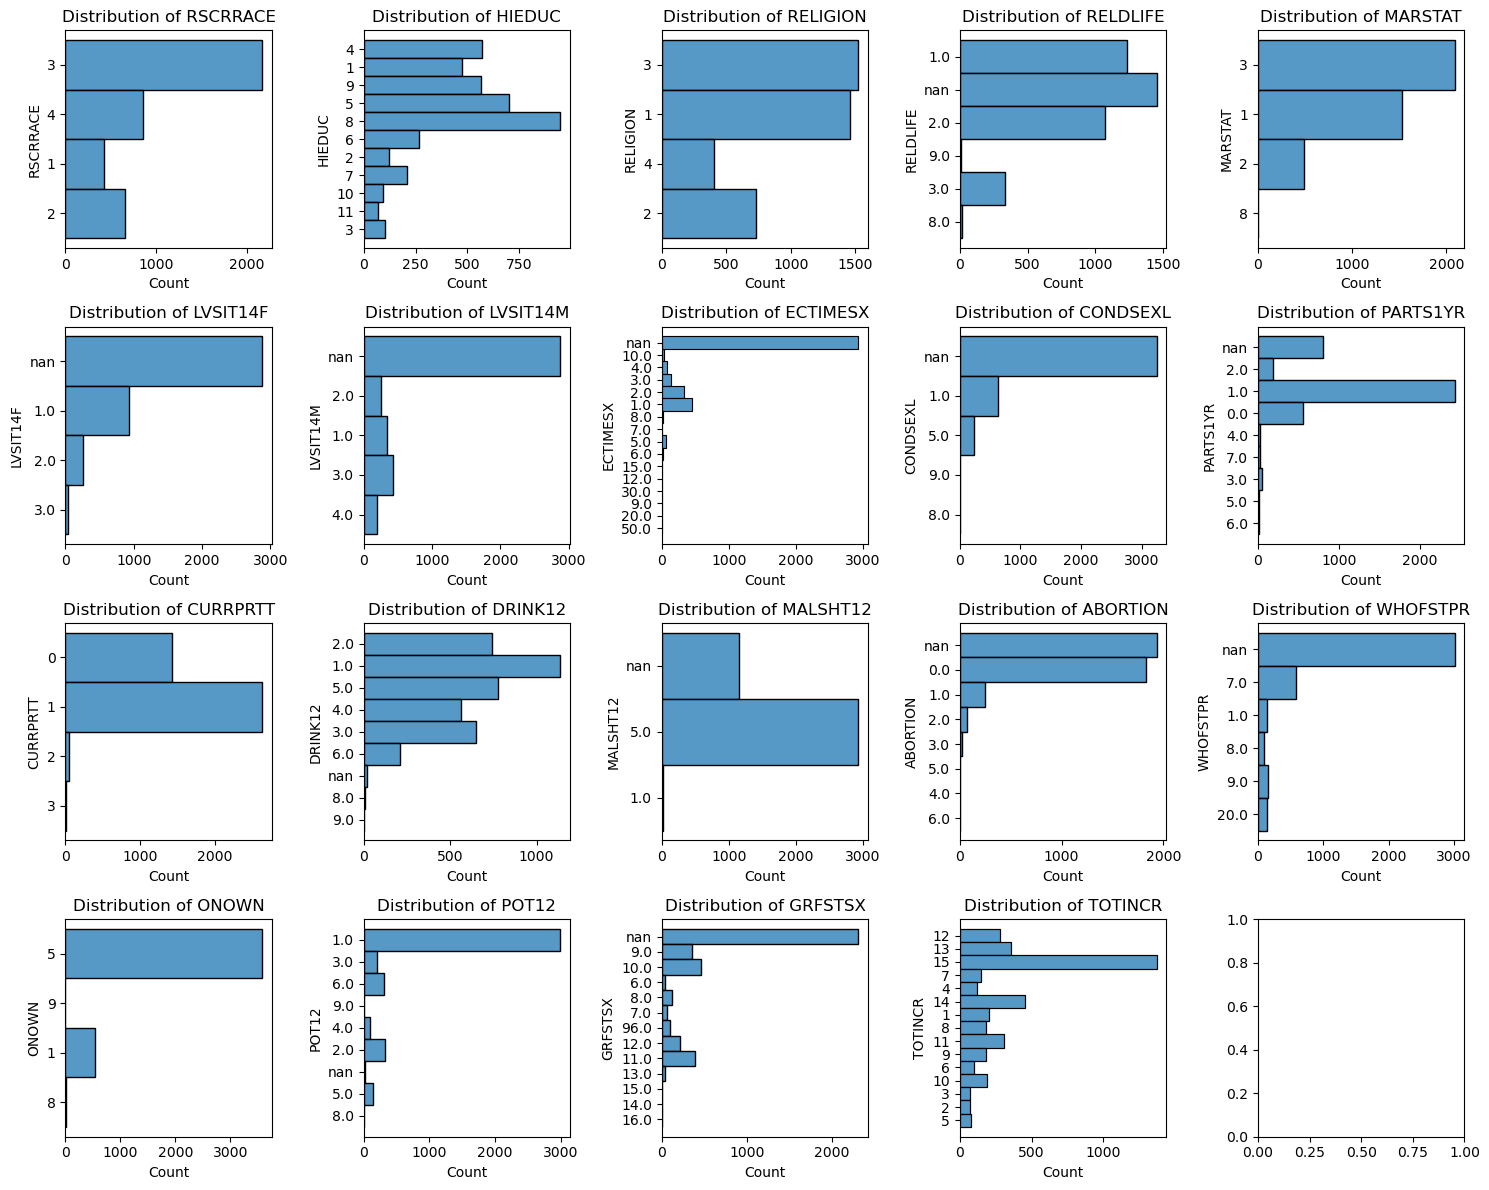 Distribution of RSCRRACE
RSCRRACE
3
4
1
2
0 1000 2000
Count
Distribution of HIEDUC
HIEDUC
4
1
9
5
8
6
2
7
10
11
3
0 250 500 750
Count
Distribution of RELIGION
RELIGION
3
1
4
2
0 500 1000 1500
Count
Distribution of RELDLIFE
RELDLIFE
1.0
nan
2.0
9.0
3.0
8.0
0 500 1000 1500
Count
Distribution of MARSTAT
MARSTAT
3
1
2
8
0 1000 2000
Count
Distribution of LVSIT14F
LVSIT14F
nan
1.0
2.0
3.0
0 1000 2000 3000
Count
Distribution of LVSIT14M
LVSIT14M
nan
2.0
1.0
3.0
4.0
0 1000 2000 3000
Count
Distribution of ECTIMESX
ECTIMESX
nan
10.0
4.0
3.0
2.0
1.0
8.0
7.0
5.0
6.0
15.0
12.0
30.0
9.0
20.0
50.0
0 1000 2000 3000
Count
Distribution of CONDSEXL
CONDSEXL
nan
1.0
5.0
9.0
8.0
0 1000 2000 3000
Count
Distribution of PARTS1YR
PARTS1YR
nan
2.0
1.0
0.0
4.0
7.0
3.0
5.0
6.0
0 1000 2000
Count
Distribution of CURRPRTT
CURRPRTT
0
1
2
3
0 1000 2000
Count
Distribution of DRINK12
DRINK12
2.0
1.0
5.0
4.0
3.0
6.0
nan
8.0
9.0
0 500 1000
Count
Distribution of MALSHT12
MALSHT12
nan
5.0
1.0
0 1000 2000 3000
Count
Distribution of ABORTION
ABORTION
nan
0.0
1.0
2.0
3.0
5.0
4.0
6.0
0 1000 2000
Count
Distribution of WHOFSTPR
WHOFSTPR
nan
7.0
1.0
8.0
9.0
20.0
0 1000 2000 3000
Count
Distribution of ONOWN
ONOWN
5
9
1
8
0 1000 2000 3000
Count
Distribution of POT12
POT12
1.0
3.0
6.0
9.0
4.0
2.0
nan
5.0
8.0
0 1000 2000 3000
Count
Distribution of GRFSTSX
GRFSTSX
nan
9.0
10.0
6.0
8.0
7.0
96.0
12.0
11.0
13.0
15.0
14.0
16.0
0 1000 2000
Count
Distribution of TOTINCR
TOTINCR
12
13
15
7
4
14
1
8
11
9
6
10
3
2
5
0 1000
Count
1.0
0.8
0.6
0.4
0.2
0.0
0.00 0.25 0.50 0.75 1.00